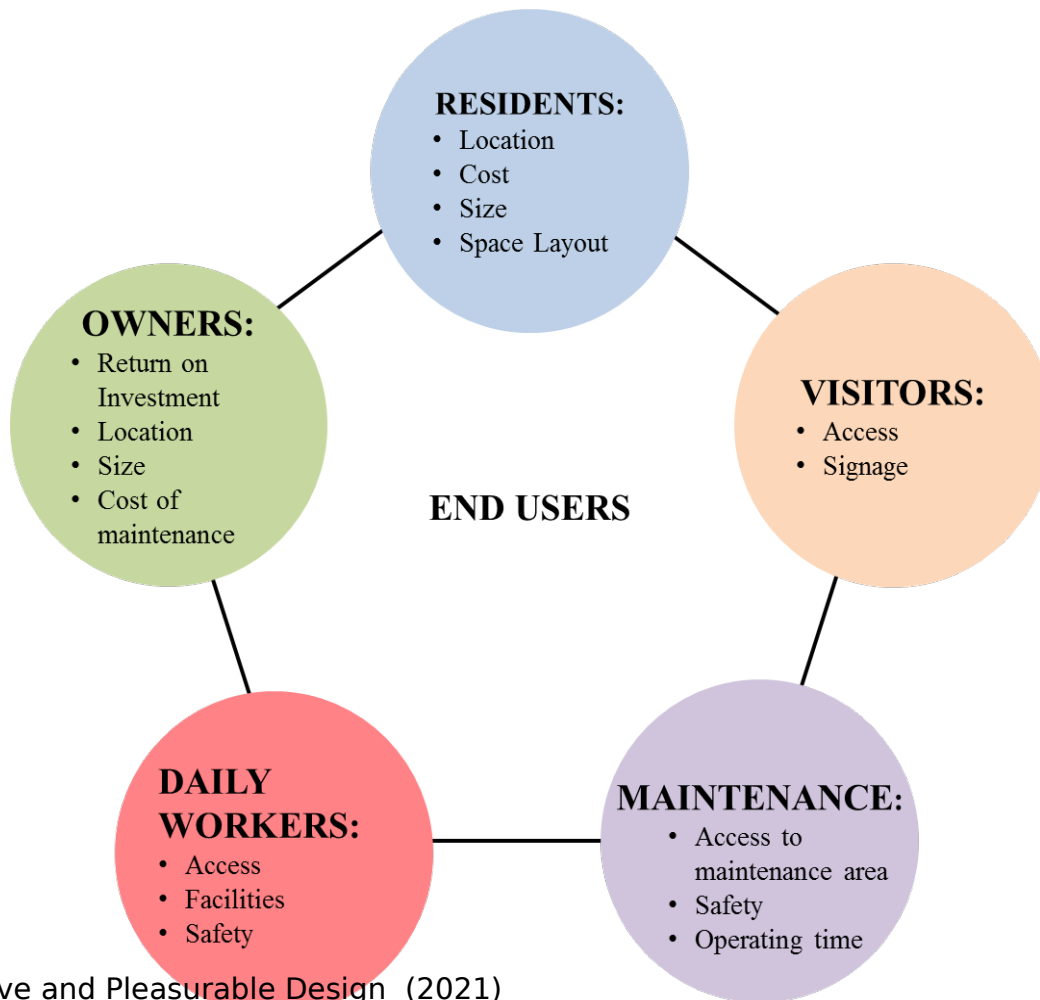 RESIDENTS:
• Location
• Cost
• Size
• Space Layout
OWNERS:
• Return on
Investment
• Location
• Size
• Cost of
maintenance
VISITORS:
• Access
• Signage
END USERS
DAILY
WORKERS:
• Access
• Facilities
• Safety
MAINTENANCE:
• Access to
maintenance area
• Safety
• Operating time
and Pleasurable Design (2021)